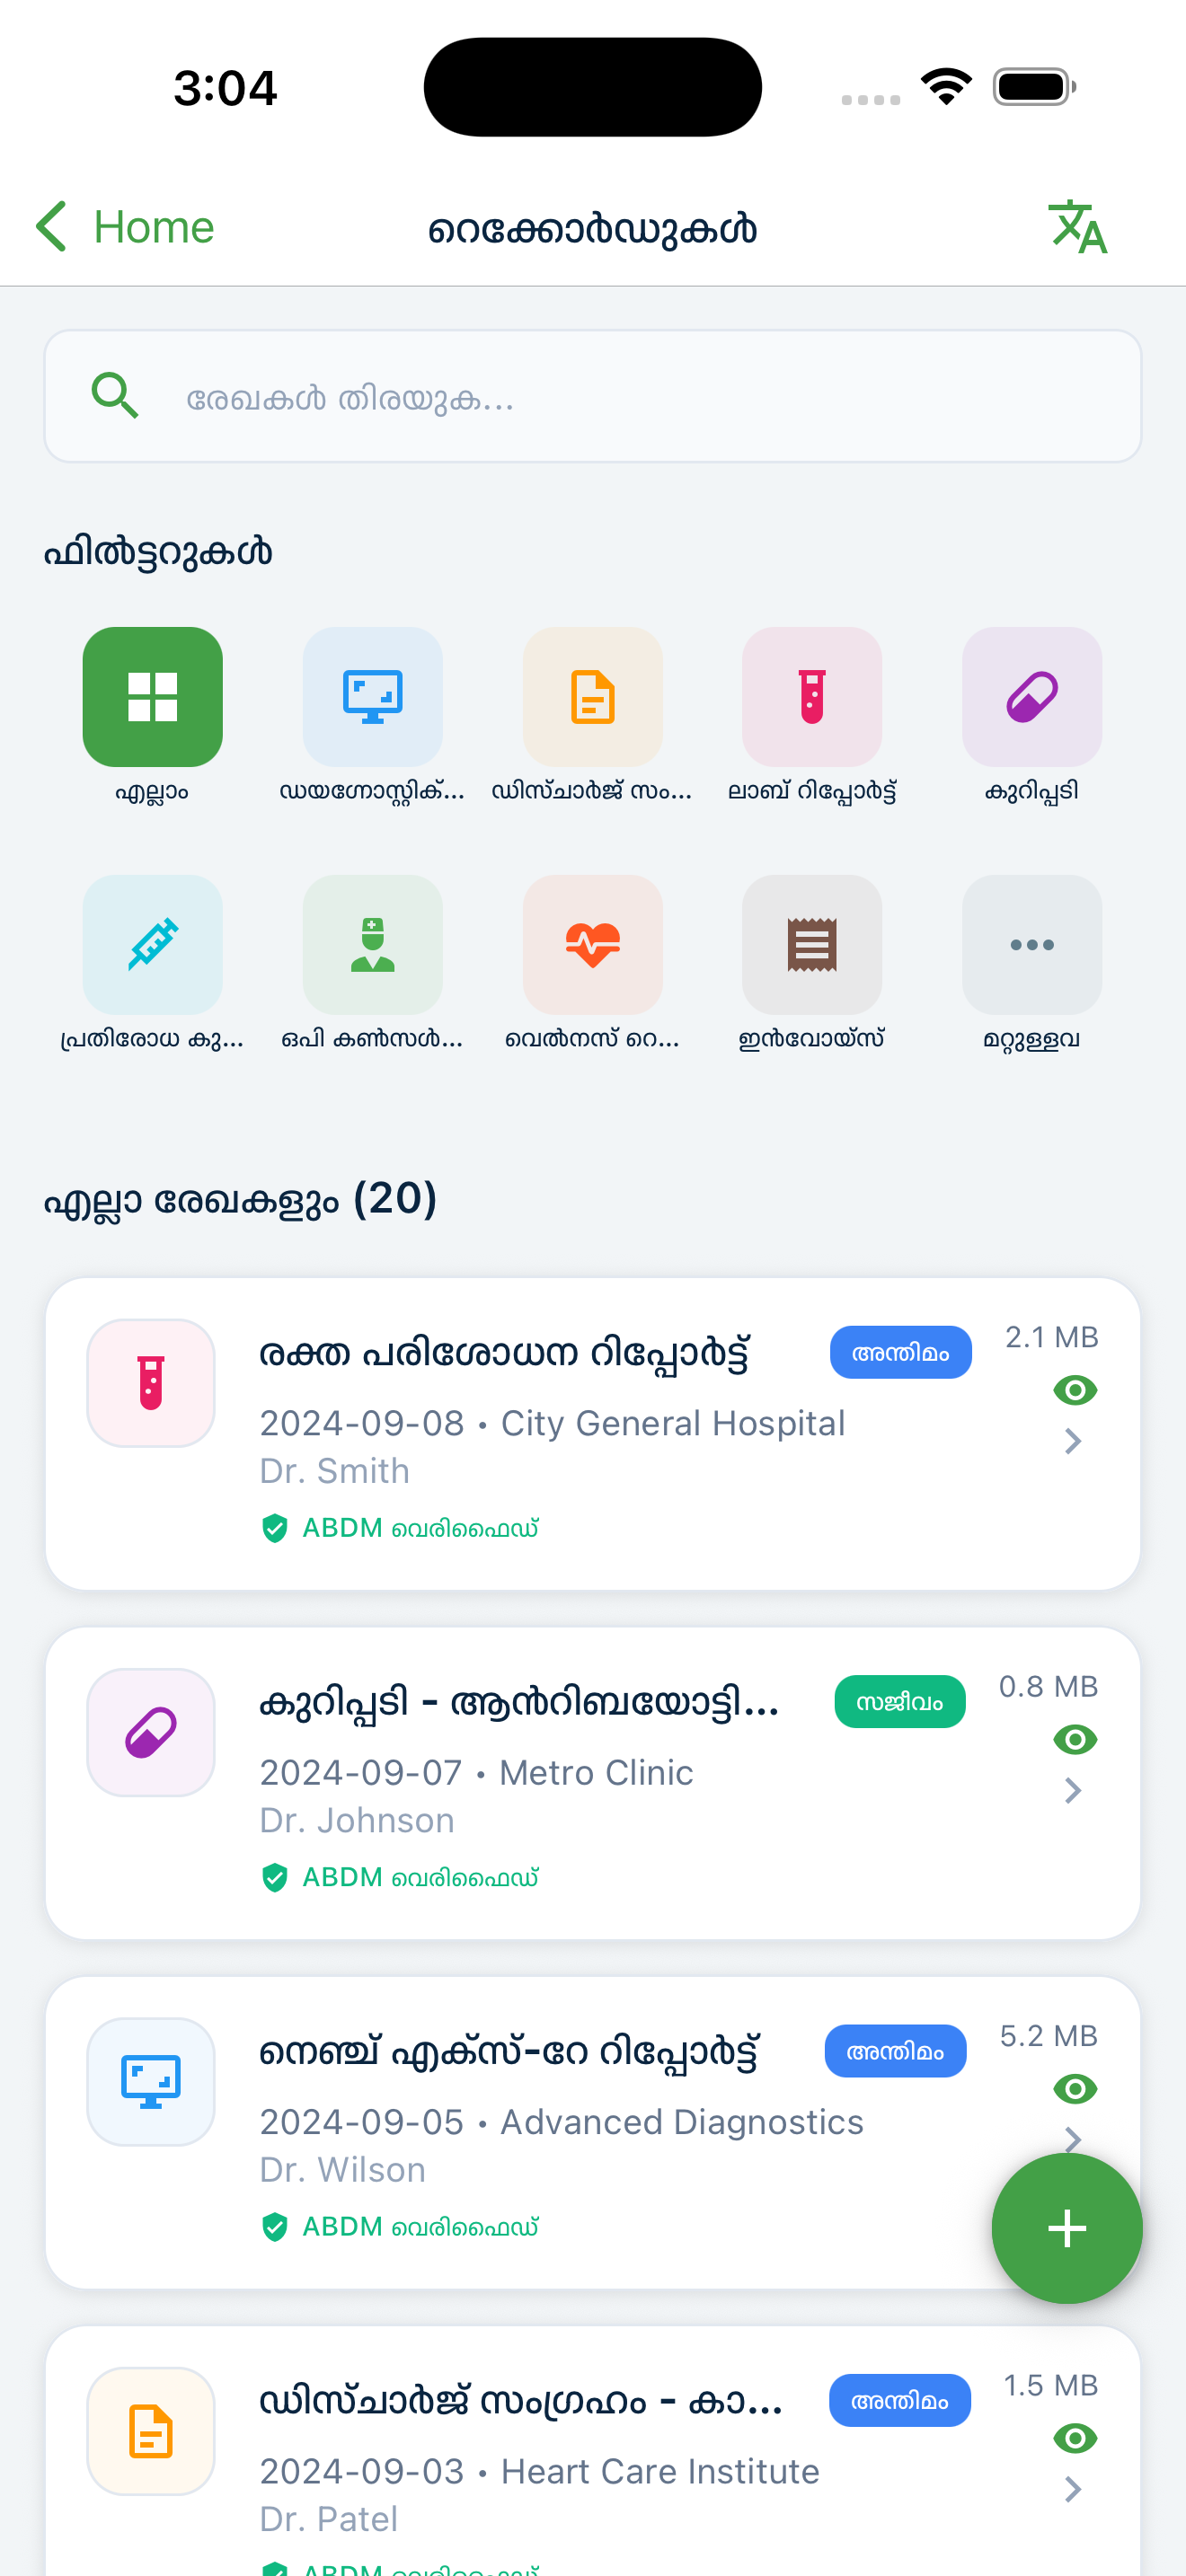 3:04
Home
റെക്കോർഡുകൾ
രേഖകൾ തിരയുക...
ഫിൽട്ടറുകൾ
എല്ലാം
ഡയഗ്നോസ്റ്റിക്...
ഡിസ്ചാർജ് സം...
ലാബ് റിപ്പോർട്ട്
കുറിപ്പടി
പ്രതിരോധ കു...
ഒപി കൺസൾ...
വെൽനസ് റെ...
ഇൻവോയ്സ്
മറ്റുള്ളവ
എല്ലാ രേഖകളും (20)
രക്ത പരിശോധന റിപ്പോർട്ട്
അന്തിമം
2.1 MB
2024-09-08 • City General Hospital
Dr. Smith
ABDM വെരിഫൈഡ്
കുറിപ്പടി - ആൻറിബയോട്ടി...
സജീവം
0.8 MB
2024-09-07 • Metro Clinic
Dr. Johnson
ABDM വെരിഫൈഡ്
നെഞ്ച് എക്സ്-റേ റിപ്പോർട്ട്
അന്തിമം
5.2 MB
2024-09-05 • Advanced Diagnostics
Dr. Wilson
ABDM വെരിഫൈഡ്
ഡിസ്ചാർജ് സംഗ്രഹം - കാ...
അന്തിമം
1.5 MB
2024-09-03 • Heart Care Institute
Dr. Patel
ABDM വെരിഫൈഡ്